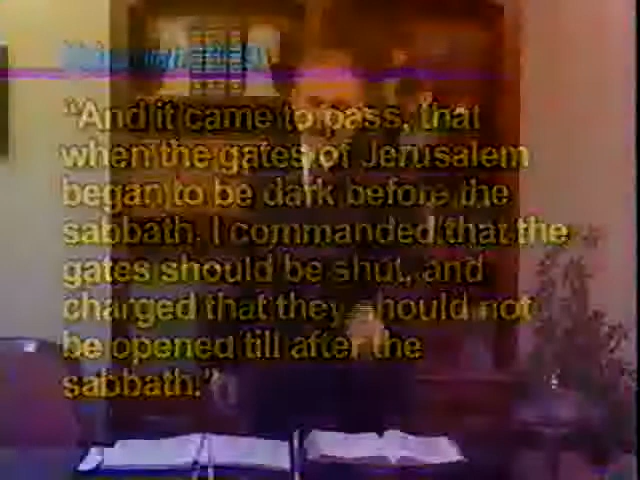 "And it came to pass, that
when the gates of Jerusalem
began to be dark before the
sabbath, I commanded that the
gates should be shut, and
charged that they should not
be opened till after the
sabbath."